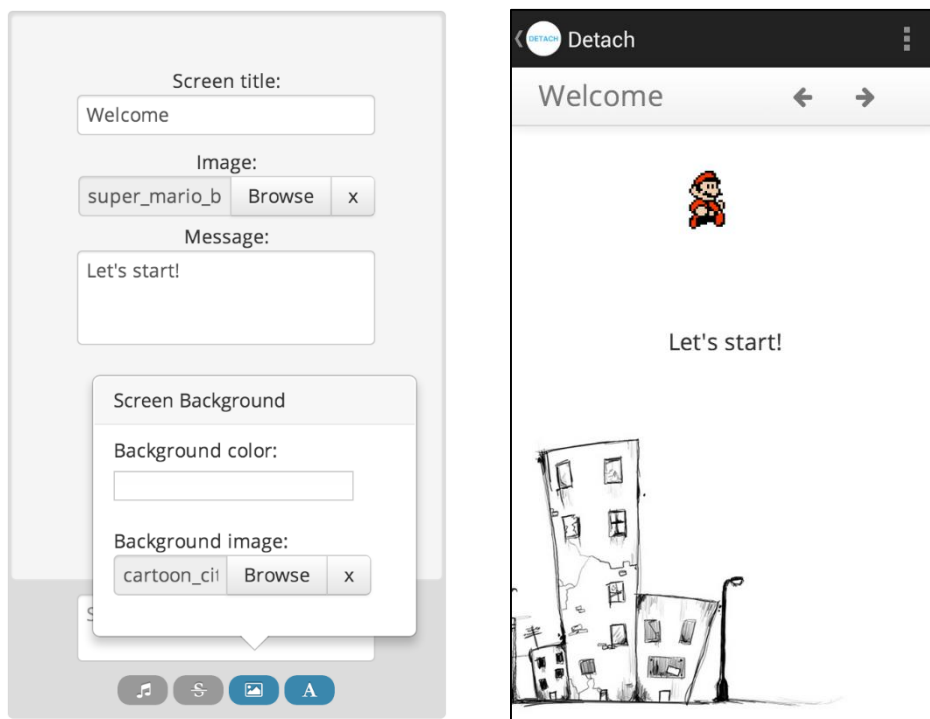 Screen title:
Welcome
Image:
super_mario_b
Browse
x
Message:
Let's start!
Screen Background
Background color:
Background image:
cartoon_cit
Browse
x
S
S
A
DETACH
Detach
Welcome
Let's start!